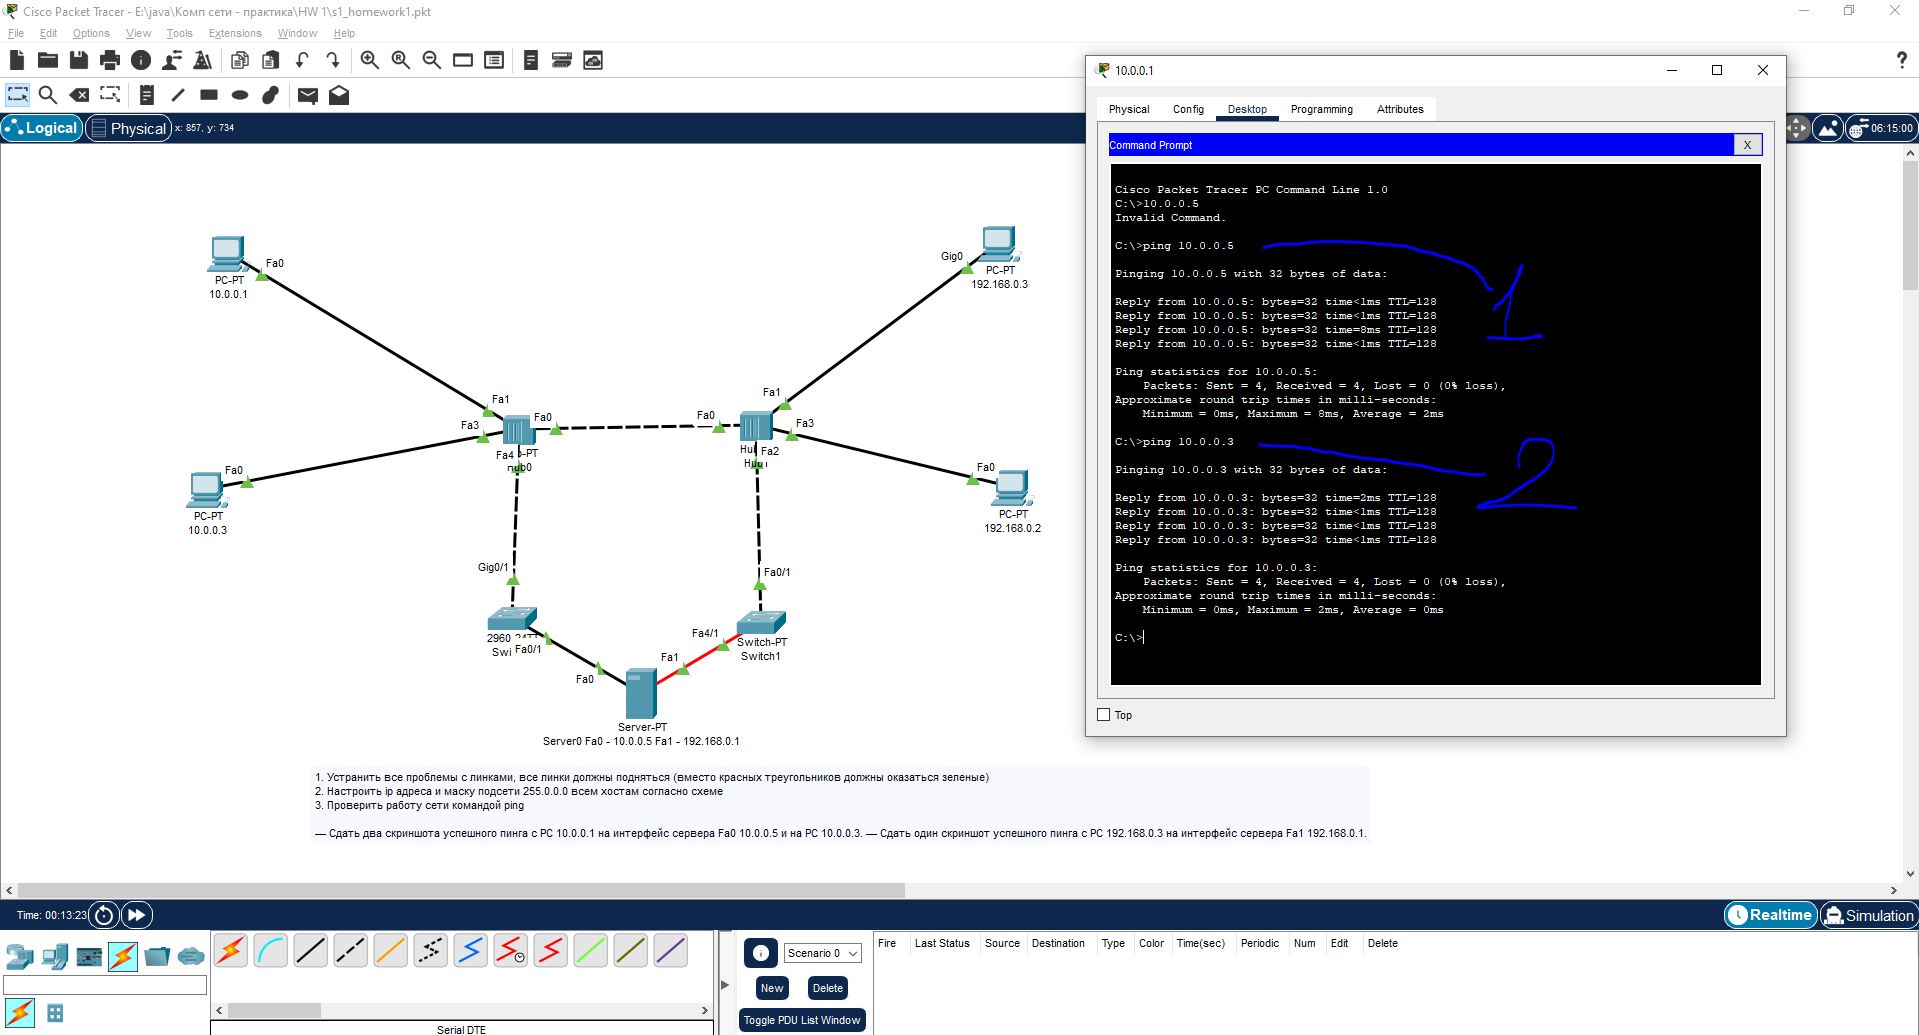 Cisco Packet Tracer - E:\java\Комп сети - практика\HW 1\s1_homework1.pkt
File Edit Options View Tools Extensions Window Help
Logical Physical x: 857, y: 734
06:15:00
Fa0
PC-PT
10.0.0.1
Gig0
PC-PT
192.168.0.3
Fa1
Fa3
Fa0
Fa4
-PT
Fa0
Fa1
Fa3
Fa2
Fa0
PC-PT
10.0.0.3
Fa0
PC-PT
192.168.0.2
Gig0/1
Fa0/1
2960
Fa0/1
Fa4/1
Switch-PT
Switch1
Fa1
Fa0
Server-PT
Server0 Fa0 - 10.0.0.5 Fa1 - 192.168.0.1
1. Устранить все проблемы с линками, все линки должны подняться (вместо красных треугольников должны оказаться зеленые)
2. Настроить ip адреса и маску подсети 255.0.0.0 всем хостам согласно схеме
3. Проверить работу сети командой ping
— Сдать два скриншота успешного пинга с PC 10.0.0.1 на интерфейс сервера Fa0 10.0.0.5 и на PC 10.0.0.3. — Сдать один скриншот успешного пинга с PC 192.168.0.3 на интерфейс сервера Fa1 192.168.0.1.
10.0.0.1
Physical Config Desktop Programming Attributes
Command Prompt X
Cisco Packet Tracer PC Command Line 1.0
C:\>10.0.0.5
Invalid Command.
C:\>ping 10.0.0.5
Pinging 10.0.0.5 with 32 bytes of data:
Reply from 10.0.0.5: bytes=32 time<1ms TTL=128
Reply from 10.0.0.5: bytes=32 time<1ms TTL=128
Reply from 10.0.0.5: bytes=32 time=8ms TTL=128
Reply from 10.0.0.5: bytes=32 time<1ms TTL=128
1
Ping statistics for 10.0.0.5:
Packets: Sent = 4, Received = 4, Lost = 0 (0% loss),
Approximate round trip times in milli-seconds:
Minimum = 0ms, Maximum = 8ms, Average = 2ms
C:\>ping 10.0.0.3
Pinging 10.0.0.3 with 32 bytes of data:
2
Reply from 10.0.0.3: bytes=32 time=2ms TTL=128
Reply from 10.0.0.3: bytes=32 time<1ms TTL=128
Reply from 10.0.0.3: bytes=32 time<1ms TTL=128
Reply from 10.0.0.3: bytes=32 time<1ms TTL=128
Ping statistics for 10.0.0.3:
Packets: Sent = 4, Received = 4, Lost = 0 (0% loss),
Approximate round trip times in milli-seconds:
Minimum = 0ms, Maximum = 2ms, Average = 0ms
C:\>
Top
Time: 00:13:23
Realtime Simulation
Scenario 0
New Delete
Toggle PDU List Window
Fire Last Status Source Destination Type Color Time(sec) Periodic Num Edit Delete
Serial DTE